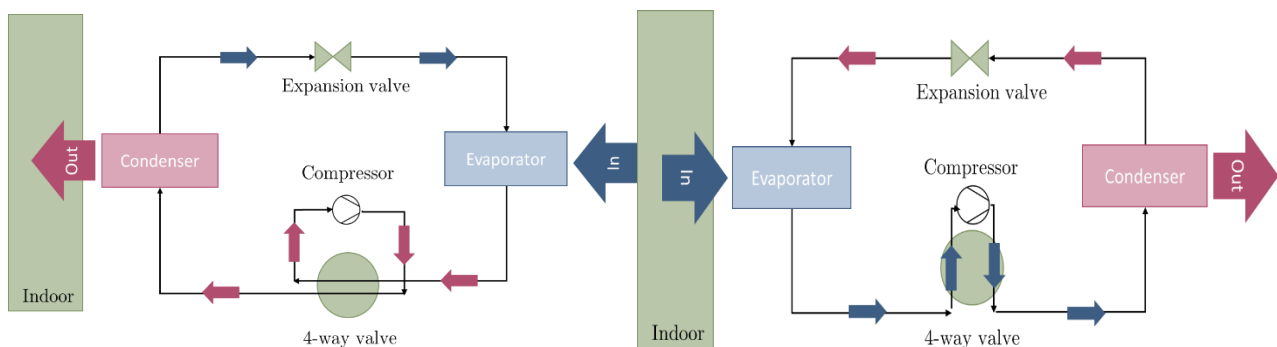 Expansion valve
Out
Condenser
Evaporator
In
Compressor
Indoor
4-way valve
Expansion valve
In
Evaporator
Compressor
Condenser
Out
Indoor
4-way valve